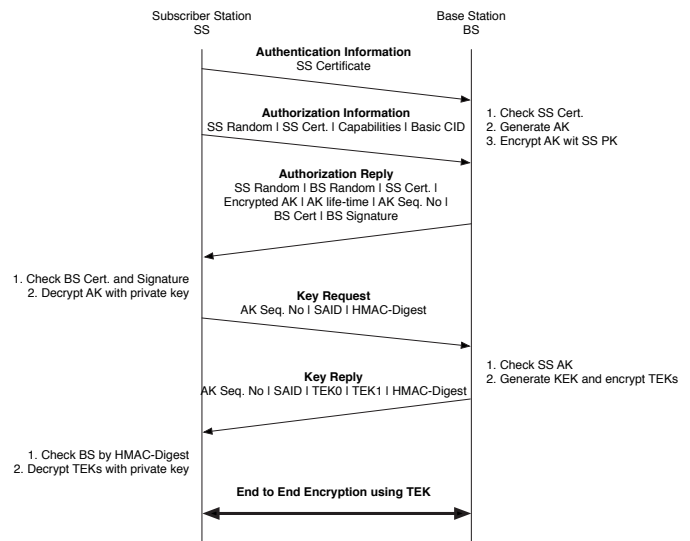 Subscriber Station
SS
Base Station
BS
Authentication Information
SS Certificate
1. Check SS Cert.
2. Generate AK
3. Encrypt AK wit SS PK
Authorization Information
SS Random | SS Cert. | Capabilities | Basic CID
Authorization Reply
SS Random | BS Random | SS Cert. |
Encrypted AK | AK life-time | AK Seq. No |
BS Cert | BS Signature
1. Check BS Cert. and Signature
2. Decrypt AK with private key
Key Request
AK Seq. No | SAID | HMAC-Digest
1. Check SS AK
2. Generate KEK and encrypt TEKs
Key Reply
AK Seq. No | SAID | TEK0 | TEK1 | HMAC-Digest
1. Check BS by HMAC-Digest
2. Decrypt TEKs with private key
End to End Encryption using TEK